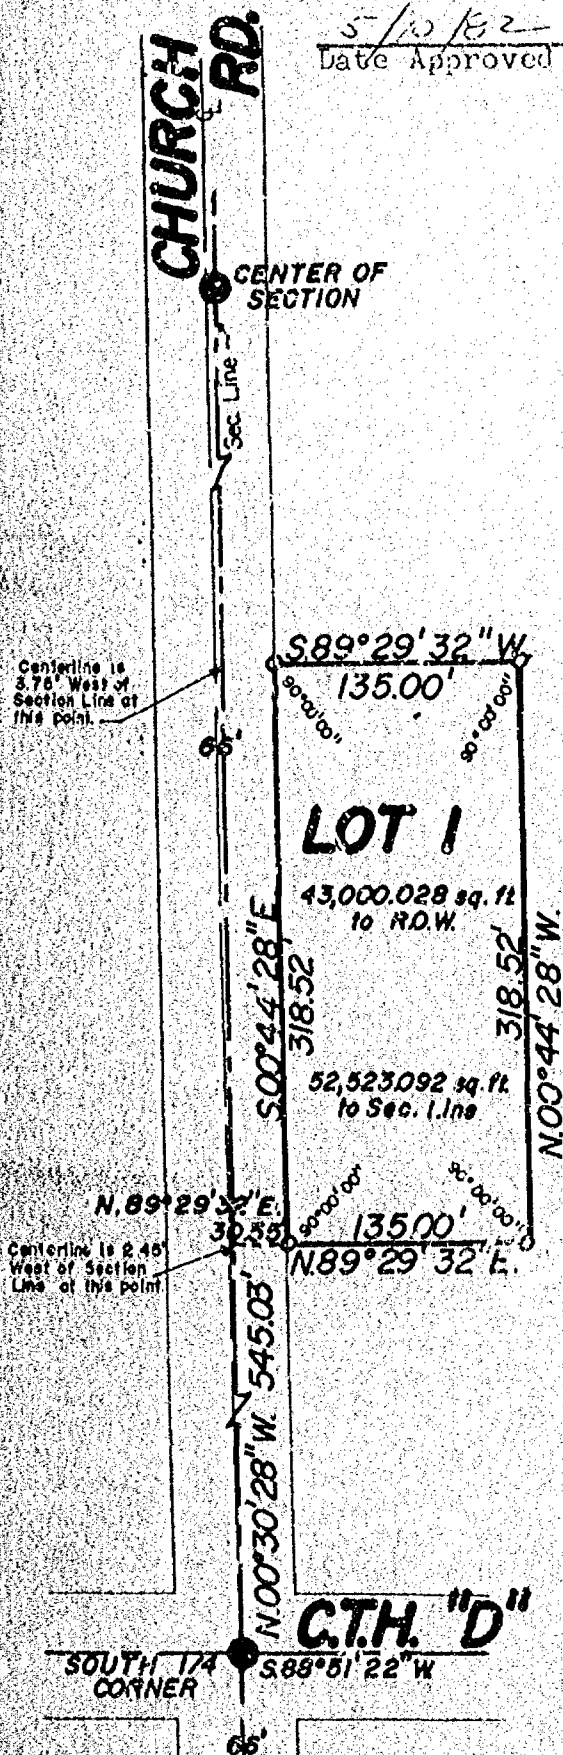 5/10/82
Date Approved
CHURCH RD.
CENTER OF
SECTION
Sec. Line
S.89°29'32"W.
135.00'
90°00'00"
90°00'00"
Centerline is
3.76' West of
Section Line at
this point.
66'
LOT 1
43,000.028 sq. ft.
to R.O.W.
S.00°44'28"E.
318.52'
318.52'
N.00°44'28"W.
52,523.092 sq. ft.
to Sec. Line
90°00'00"
90°00'00"
N.89°29'32"E.
30.55'
135.00'
N.89°29'32"E.
Centerline is 2.45'
West of Section
Line at this point.
N.00°30'28"W. 545.03'
C.T.H. "D"
SOUTH 1/4
CORNER
S.88°51'22"W.
66'